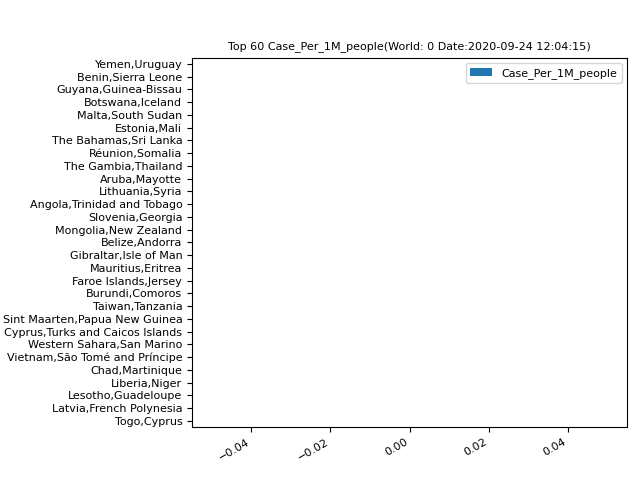 Top 60 Case_Per_1M_people(World: 0 Date:2020-09-24 12:04:15)
Case_Per_1M_people
Yemen,Uruguay
Benin,Sierra Leone
Guyana,Guinea-Bissau
Botswana,Iceland
Malta,South Sudan
Estonia,Mali
The Bahamas,Sri Lanka
Réunion,Somalia
The Gambia,Thailand
Aruba,Mayotte
Lithuania,Syria
Angola,Trinidad and Tobago
Slovenia,Georgia
Mongolia,New Zealand
Belize,Andorra
Gibraltar,Isle of Man
Mauritius,Eritrea
Faroe Islands,Jersey
Burundi,Comoros
Taiwan,Tanzania
Sint Maarten,Papua New Guinea
Cyprus,Turks and Caicos Islands
Western Sahara,San Marino
Vietnam,São Tomé and Príncipe
Chad,Martinique
Liberia,Niger
Lesotho,Guadeloupe
Latvia,French Polynesia
Togo,Cyprus
−0.04 −0.02 0.00 0.02 0.04